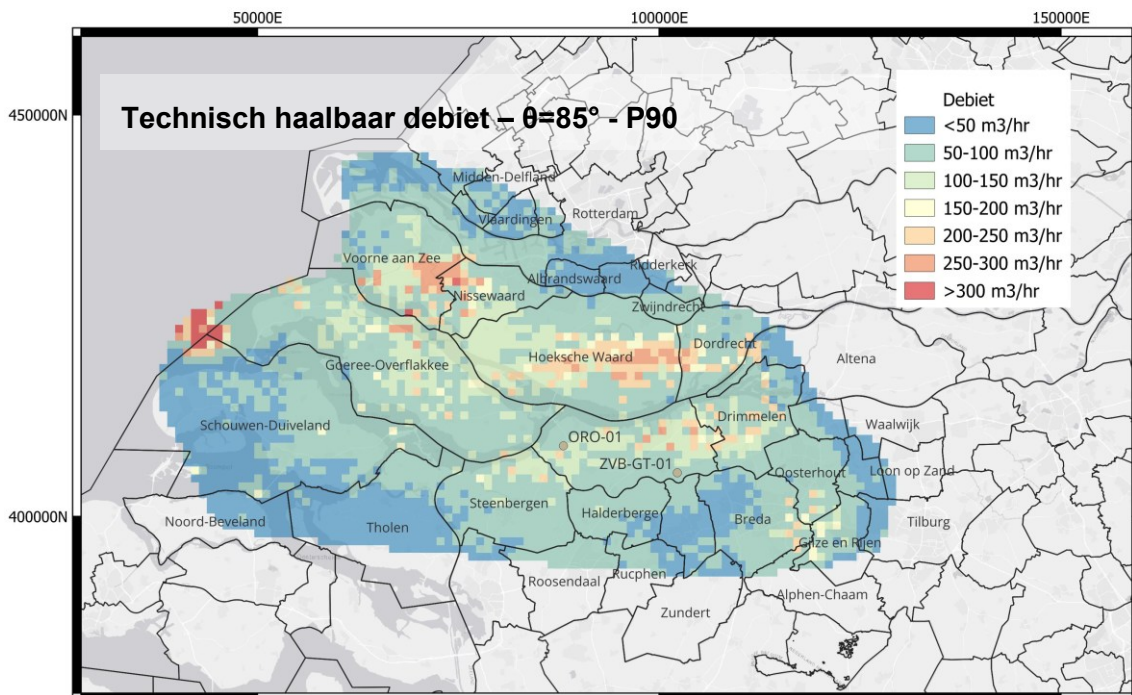 50000E
100000E
150000E
450000N
400000N
Technisch haalbaar debiet – θ=85° - P90
Debiet
<50 m3/hr
50-100 m3/hr
100-150 m3/hr
150-200 m3/hr
200-250 m3/hr
250-300 m3/hr
>300 m3/hr
Midden-Delfland
Vlaardingen
Rotterdam
Voorne aan Zee
Albrandswaard
Ridderkerk
Nissewaard
Zwijndrecht
Dordrecht
Hoeksche Waard
Goeree-Overflakkee
Altena
Drimmelen
Waalwijk
Schouwen-Duiveland
ORO-01
ZVB-GT-01
Oosterhout
Loon op Zand
Steenbergen
Halderberge
Breda
Noord-Beveland
Tholen
Tilburg
Gilze en Rijen
Roosendaal
Rucphen
Alphen-Chaam
Zundert